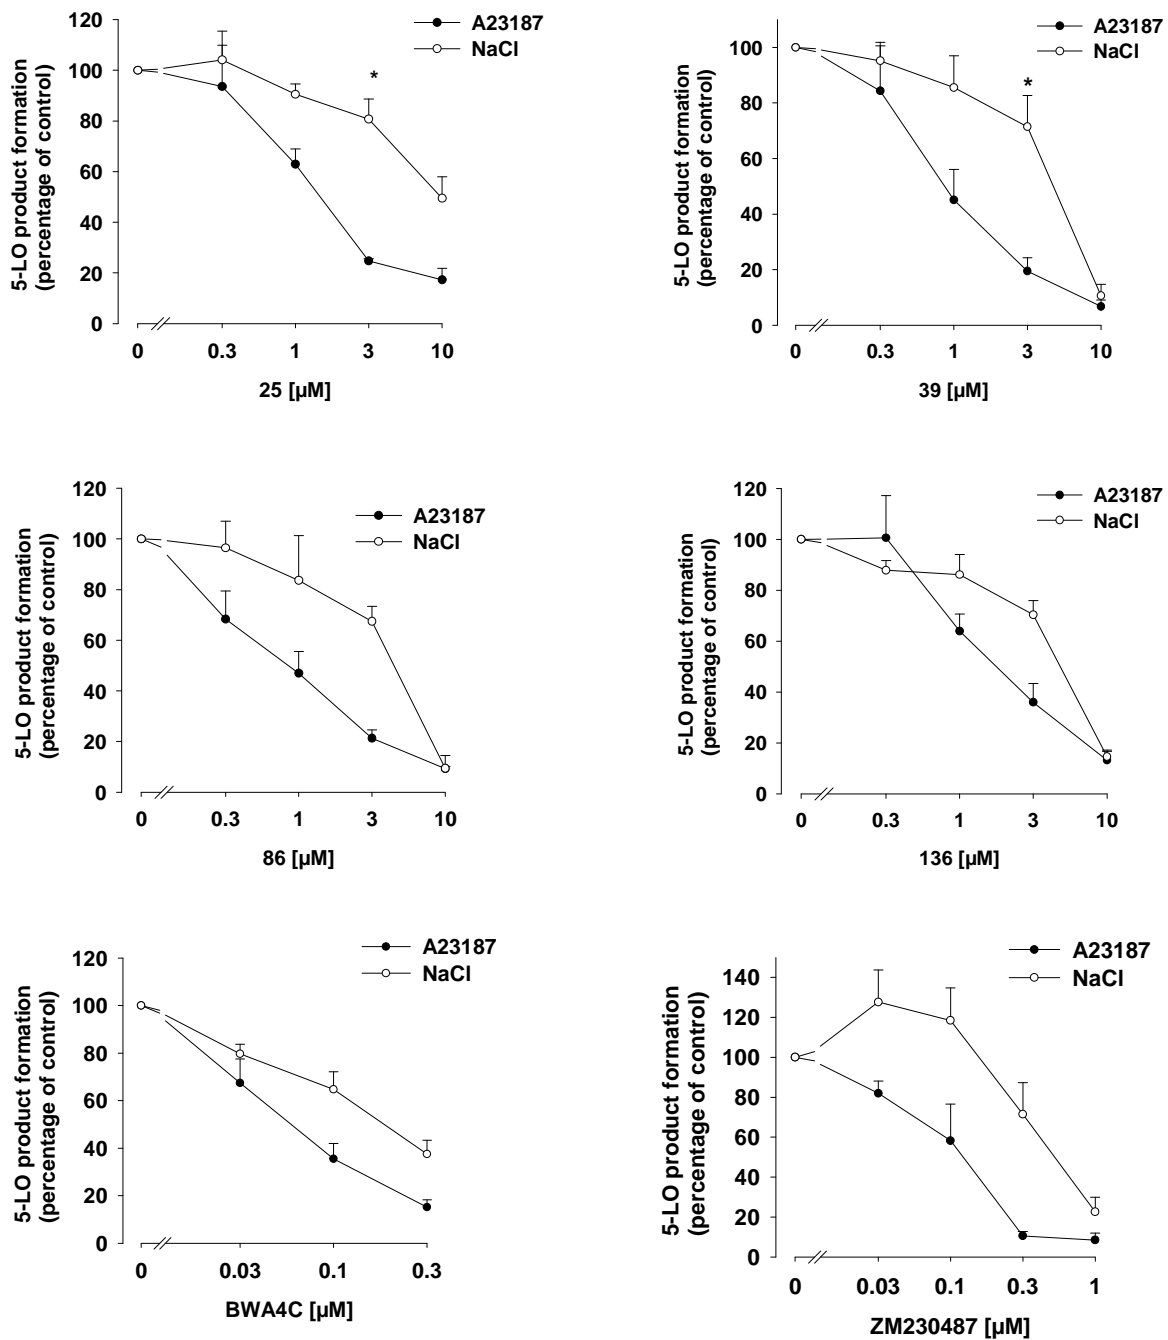 A23187
NaCl
5-LO product formation
(percentage of control)
120
100
80
60
40
20
0
*
0
0.3
1
3
10
25 [µM]
A23187
NaCl
5-LO product formation
(percentage of control)
100
80
60
40
20
0
*
0
0.3
1
3
10
39 [µM]
A23187
NaCl
5-LO product formation
(percentage of control)
120
100
80
60
40
20
0
0
0.3
1
3
10
86 [µM]
A23187
NaCl
5-LO product formation
(percentage of control)
120
100
80
60
40
20
0
0
0.3
1
3
10
136 [µM]
A23187
NaCl
5-LO product formation
(percentage of control)
120
100
80
60
40
20
0
0
0.03
0.1
0.3
BWA4C [µM]
A23187
NaCl
5-LO product formation
(percentage of control)
140
120
100
80
60
40
20
0
0
0.03
0.1
0.3
1
ZM230487 [µM]